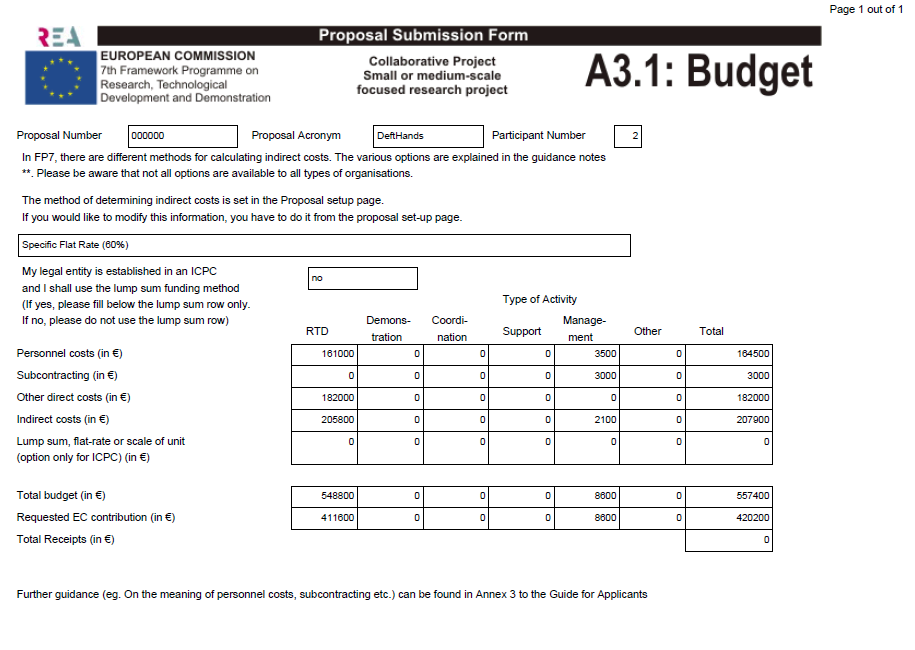 Page 1 out of 1
REA
Proposal Submission Form
EUROPEAN COMMISSION
7th Framework Programme on
Research, Technological
Development and Demonstration
Collaborative Project
Small or medium-scale
focused research project
A3.1: Budget
Proposal Number 000000 Proposal Acronym DeftHands Participant Number 2
In FP7, there are different methods for calculating indirect costs. The various options are explained in the guidance notes
**. Please be aware that not all options are available to all types of organisations.
The method of determining indirect costs is set in the Proposal setup page.
If you would like to modify this information, you have to do it from the proposal set-up page.
Specific Flat Rate (60%)
My legal entity is established in an ICPC
and I shall use the lump sum funding method
(If yes, please fill below the lump sum row only.
If no, please do not use the lump sum row)
no
Type of Activity
RTD Demons- Coordi- Support Manage- Other Total
tration nation ment
Personnel costs (in €) 161000 0 0 0 3500 0 164500
Subcontracting (in €) 0 0 0 0 3000 0 3000
Other direct costs (in €) 182000 0 0 0 0 0 182000
Indirect costs (in €) 205800 0 0 0 2100 0 207900
Lump sum, flat-rate or scale of unit 0 0 0 0 0 0 0
(option only for ICPC) (in €)
Total budget (in €) 548800 0 0 0 8600 0 557400
Requested EC contribution (in €) 411600 0 0 0 8600 0 420200
Total Receipts (in €) 0
Further guidance (eg. On the meaning of personnel costs, subcontracting etc.) can be found in Annex 3 to the Guide for Applicants